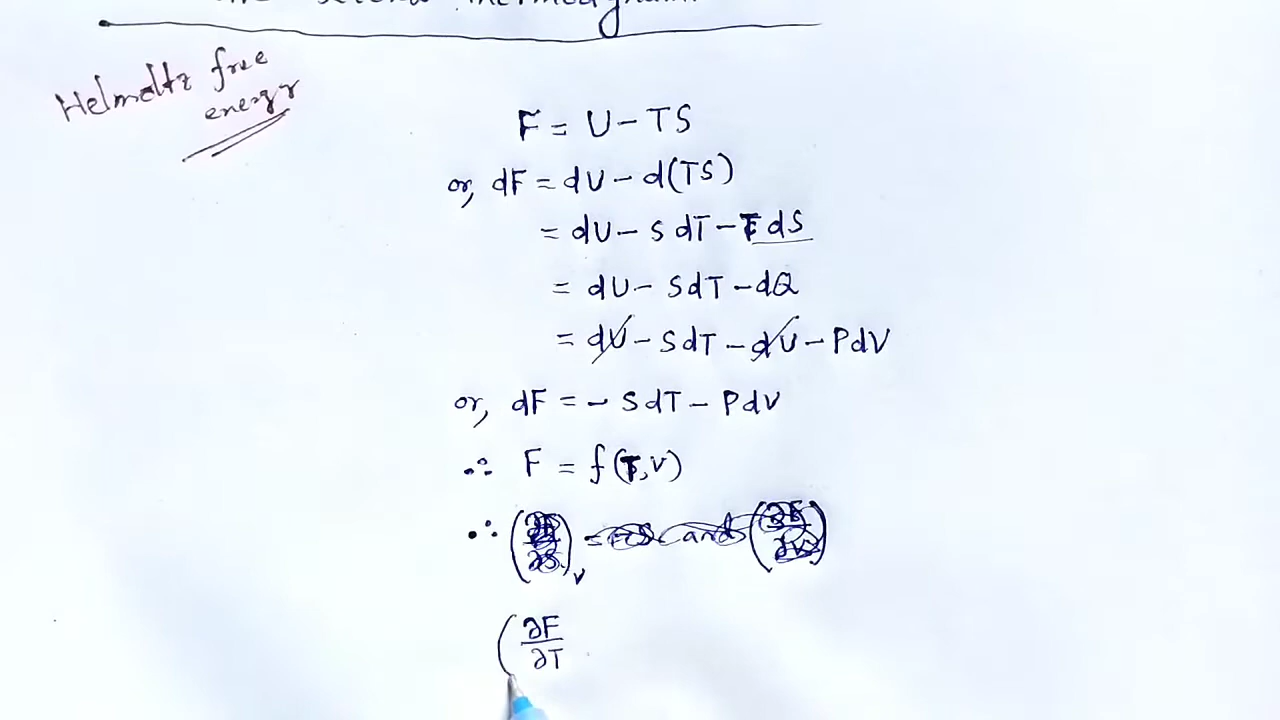 Helmoltz free
energy
F = U - TS
or, dF = dU - d(TS)
= dU - SdT - TdS
= dU - SdT - dQ
= dU - SdT - dU - PdV
or, dF = - SdT - PdV
∴ F = f(T,V)
∴
and
(∂F/∂T